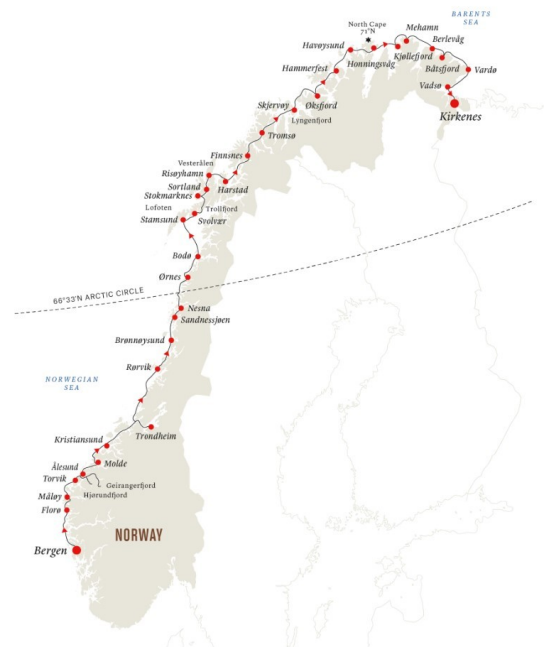 BARENTS
SEA
North Cape
71°N
Mehamn
Berlevåg
Havøysund
Kjøllefjord
Honningsvåg
Båtsfjord
Vardø
Hammerfest
Vadsø
Kirkenes
Øksfjord
Skjervøy
Lyngenfjord
Tromsø
Finnsnes
Vesterålen
Risøyhamn
Harstad
Sortland
Stokmarknes
Lofoten
Trollfjord
Stamsund
Svolvær
Bodø
Ørnes
66°33'N ARCTIC CIRCLE
Nesna
Sandnessjøen
Brønnøysund
Rørvik
NORWEGIAN
SEA
Trondheim
Kristiansund
Molde
Ålesund
Torvik
Geirangerfjord
Hjørundfjord
Måløy
Florø
NORWAY
Bergen